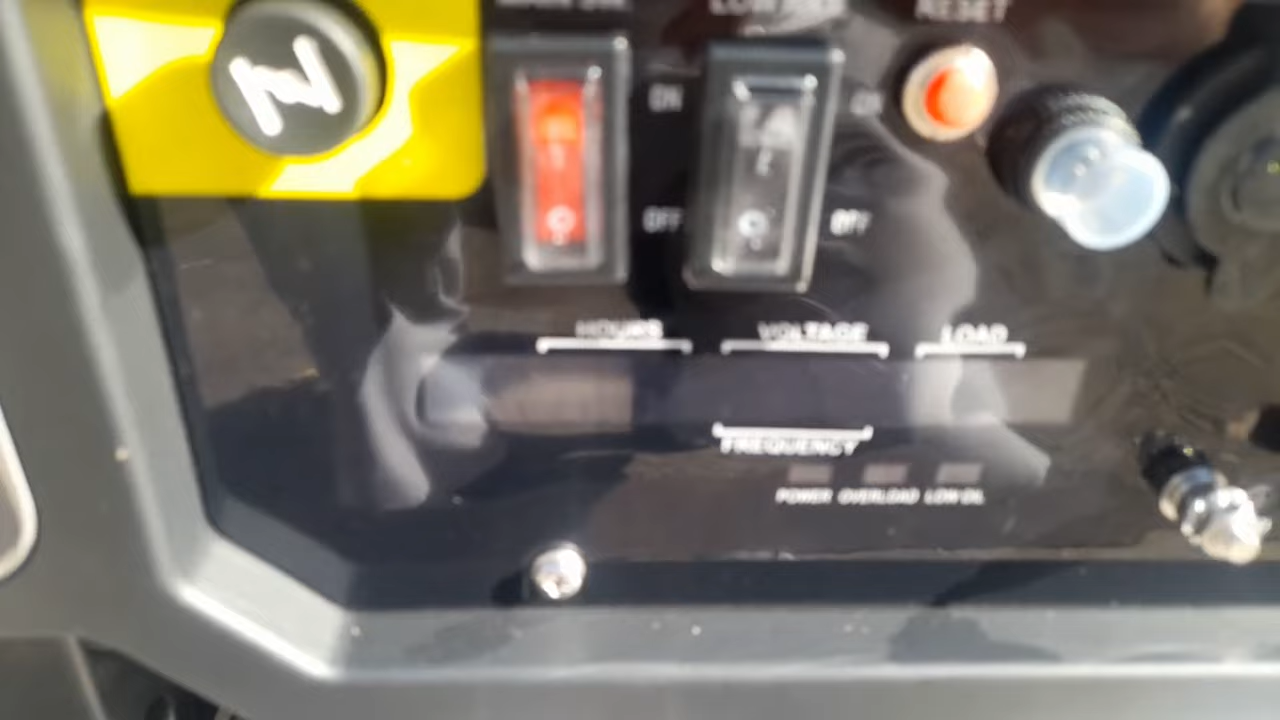 RESET
ON
ON
OFF
OFF
HOURS
VOLTAGE
LOAD
FREQUENCY
POWER OVERLOAD LOW OIL